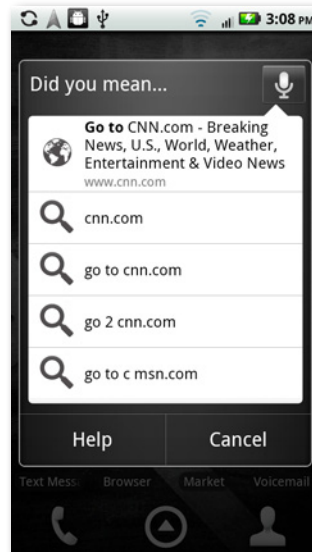 3:08 PM
Did you mean...
Go to CNN.com - Breaking
News, U.S., World, Weather,
Entertainment & Video News
www.cnn.com
cnn.com
go to cnn.com
go 2 cnn.com
go to c msn.com
Help Cancel
Text Mess. Browser Market Voicemail